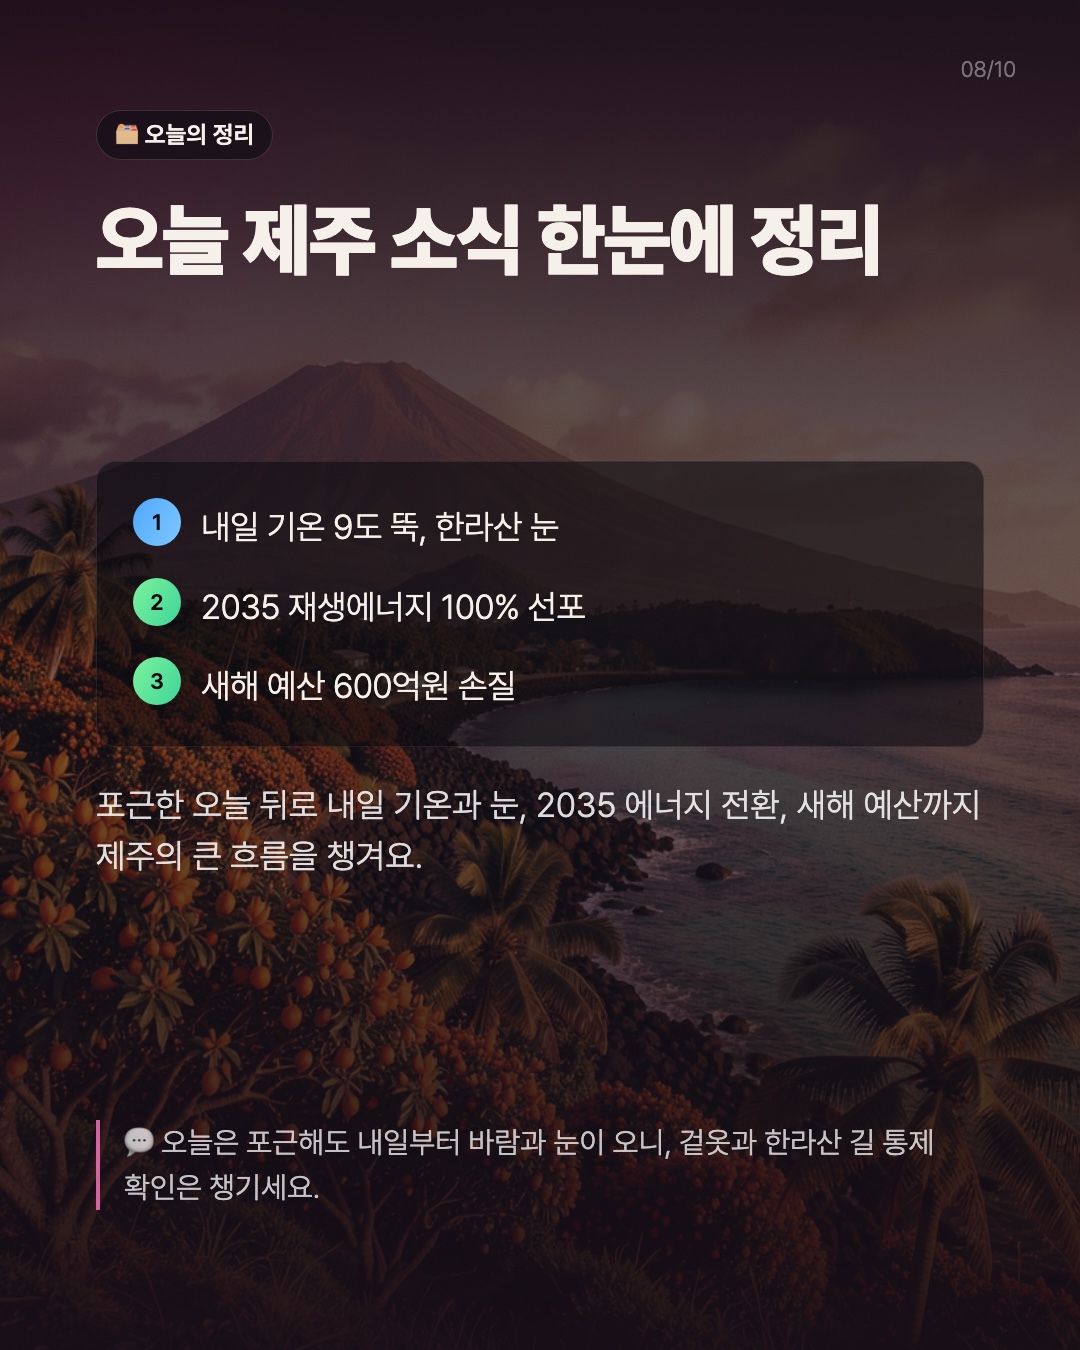 08/10
🗂️ 오늘의 정리
오늘 제주 소식 한눈에 정리
1 내일 기온 9도 뚝, 한라산 눈
2 2035 재생에너지 100% 선포
3 새해 예산 600억원 손질
포근한 오늘 뒤로 내일 기온과 눈, 2035 에너지 전환, 새해 예산까지
제주의 큰 흐름을 챙겨요.
💬 오늘은 포근해도 내일부터 바람과 눈이 오니, 겉옷과 한라산 길 통제
확인은 챙기세요.